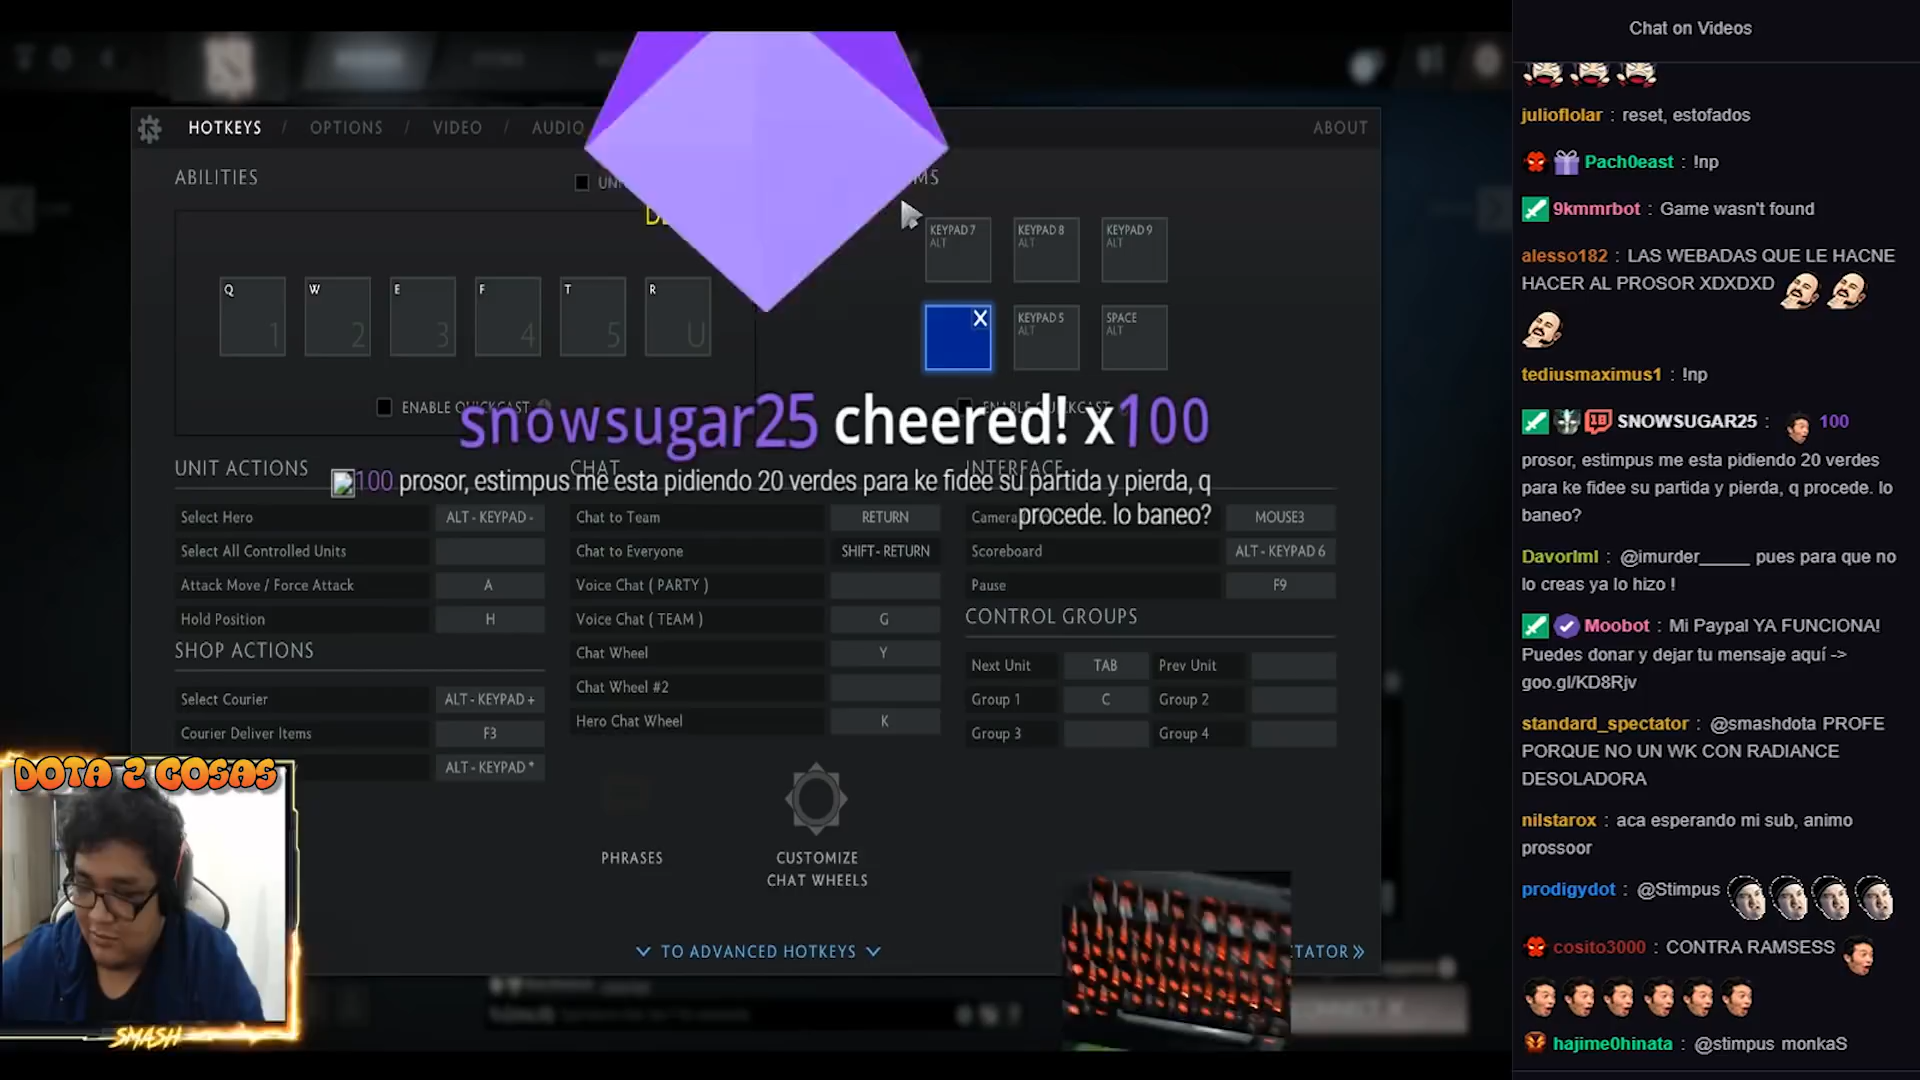 HOTKEYS / OPTIONS / VIDEO / AUDIO
ABOUT
ABILITIES
Q
1
W
2
E
3
F
4
T
5
R
U
ENABLE QUICKCAST
KEYPAD 7
ALT
KEYPAD 8
ALT
KEYPAD 9
ALT
X
KEYPAD 5
ALT
SPACE
ALT
ENABLE QUICKCAST
snowsugar25 cheered! x100
100 prosor, estimpus me esta pidiendo 20 verdes para ke fidee su partida y pierda, q
procede. lo baneo?
UNIT ACTIONS
Select Hero ALT - KEYPAD -
Select All Controlled Units
Attack Move / Force Attack A
Hold Position H
SHOP ACTIONS
Select Courier ALT - KEYPAD +
Courier Deliver Items F3
ALT - KEYPAD *
CHAT
Chat to Team RETURN
Chat to Everyone SHIFT - RETURN
Voice Chat ( PARTY )
Voice Chat ( TEAM ) G
Chat Wheel Y
Chat Wheel #2
Hero Chat Wheel K
PHRASES
CUSTOMIZE
CHAT WHEELS
INTERFACE
Camera MOUSE3
Scoreboard ALT - KEYPAD 6
Pause F9
CONTROL GROUPS
Next Unit TAB Prev Unit
Group 1 C Group 2
Group 3 Group 4
TO ADVANCED HOTKEYS
TATOR
DOTA 2 COSAS
SMASH
Chat on Videos
julioflolar : reset, estofados
Pach0east : !np
9kmmrbot : Game wasn't found
alesso182 : LAS WEBADAS QUE LE HACNE
HACER AL PROSOR XDXDXD
tediusmaximus1 : !np
18 SNOWSUGAR25 : 100
prosor, estimpus me esta pidiendo 20 verdes
para ke fidee su partida y pierda, q procede. lo
baneo?
Davorlml : @imurder_____ pues para que no
lo creas ya lo hizo !
Moobot : Mi Paypal YA FUNCIONA!
Puedes donar y dejar tu mensaje aquí ->
goo.gl/KD8Rjv
standard_spectator : @smashdota PROFE
PORQUE NO UN WK CON RADIANCE
DESOLADORA
nilstarox : aca esperando mi sub, animo
prossoor
prodigydot : @Stimpus
cosito3000 : CONTRA RAMSESS
hajime0hinata : @stimpus monkaS